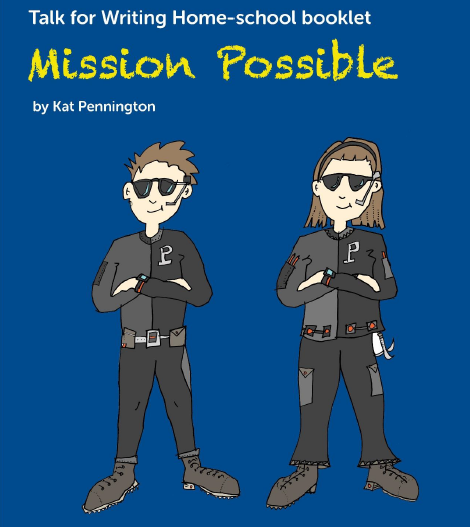 Talk for Writing Home-school booklet
Mission Possible
by Kat Pennington
P
P